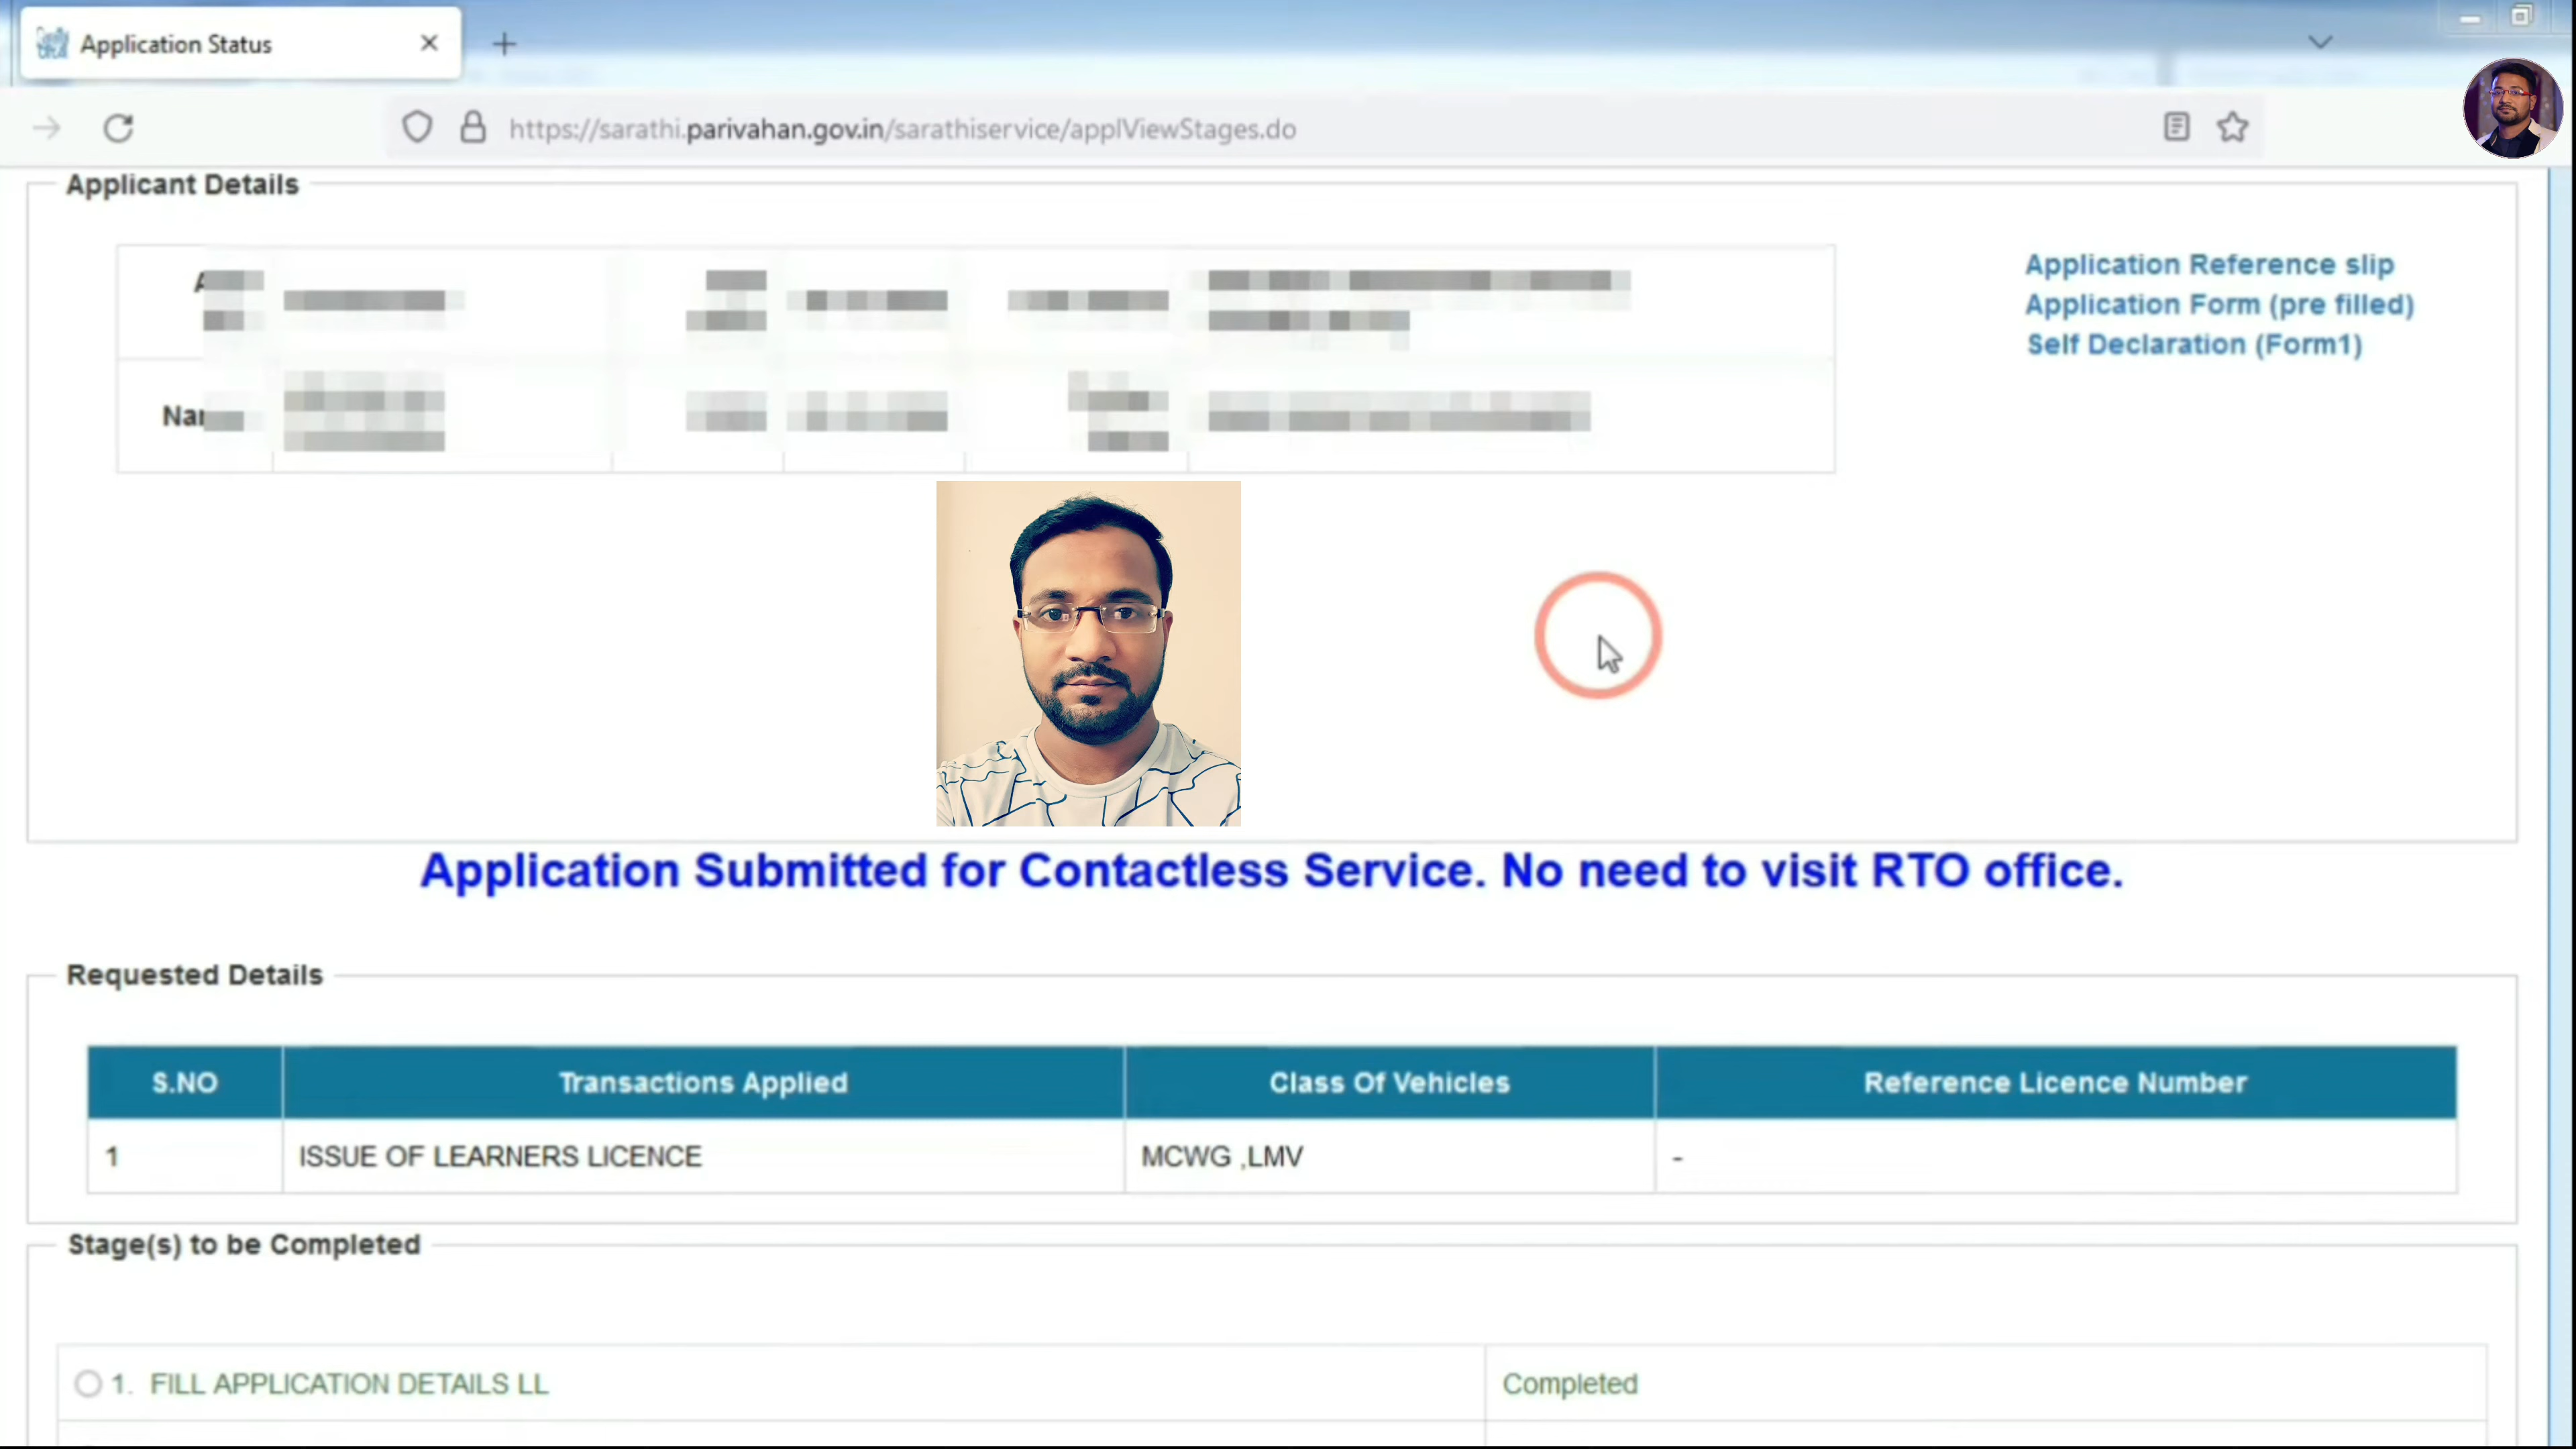 Application Status
https://sarathi.parivahan.gov.in/sarathiservice/applViewStages.do
Applicant Details
Application Reference slip
Application Form (pre filled)
Self Declaration (Form1)
Application Submitted for Contactless Service. No need to visit RTO office.
Requested Details
S.NO Transactions Applied Class Of Vehicles Reference Licence Number
1 ISSUE OF LEARNERS LICENCE MCWG ,LMV -
Stage(s) to be Completed
1. FILL APPLICATION DETAILS LL Completed